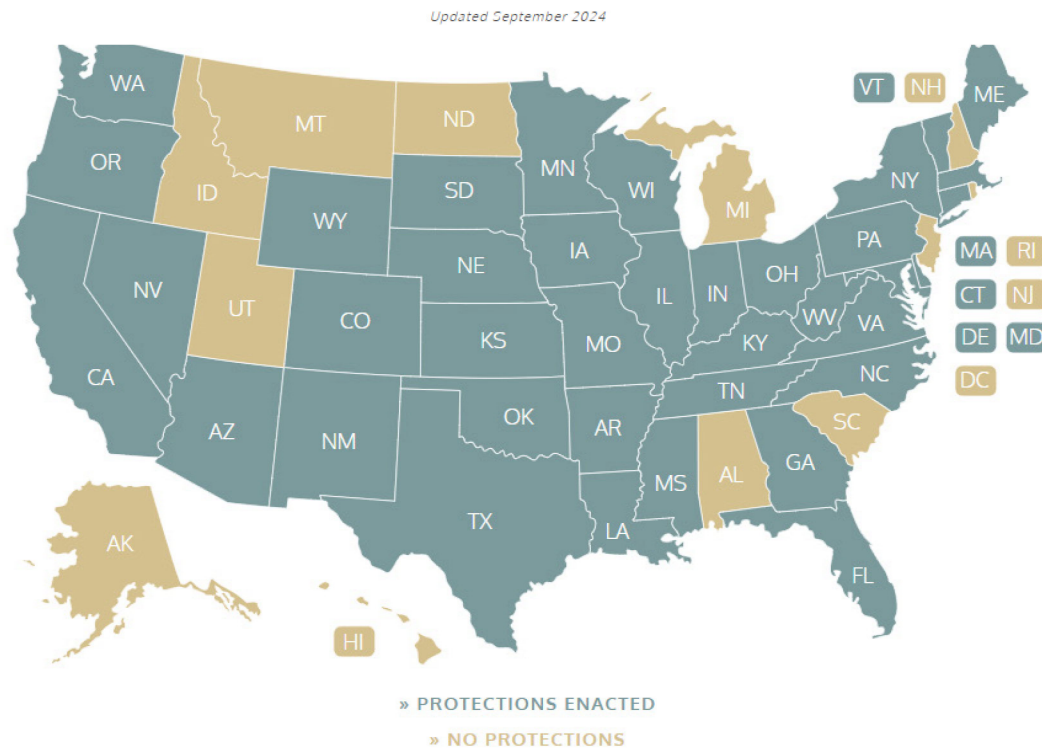 Updated September 2024
WA
MT
ND
VT NH
ME
OR
ID
MN
SD
WI
NY
WY
MI
PA
IA
NE
OH
MA RI
NV
UT
IL
IN
CT NJ
CO
WV
VA
KS
MO
KY
DE MD
CA
NC
TN
DC
OK
AR
SC
AZ
NM
GA
MS
AL
TX
LA
AK
FL
HI
» PROTECTIONS ENACTED
» NO PROTECTIONS